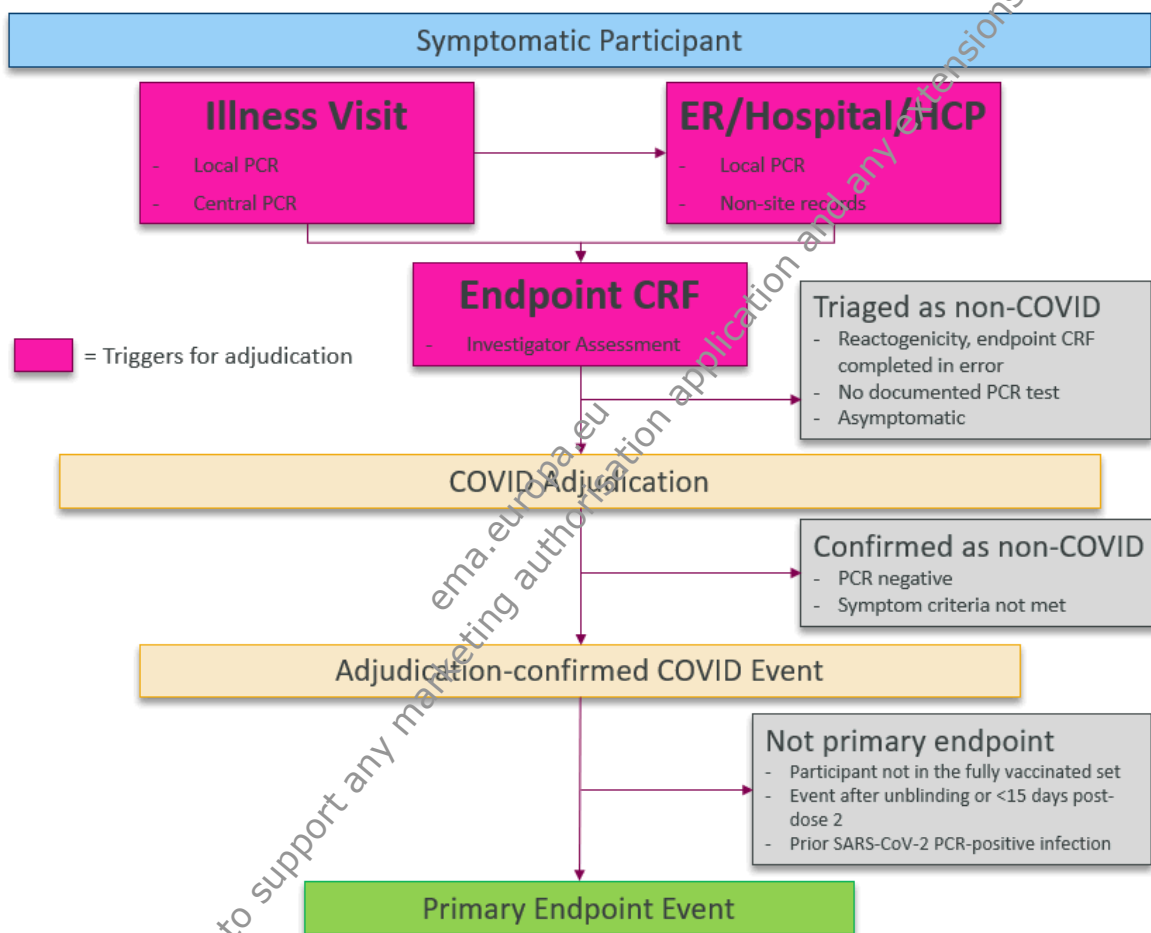 Symptomatic Participant
Illness Visit
- Local PCR
- Central PCR
ER/Hospital/HCP
- Local PCR
- Non-site records
Endpoint CRF
- Investigator Assessment
= Triggers for adjudication
Triaged as non-COVID
- Reactogenicity, endpoint CRF
completed in error
- No documented PCR test
- Asymptomatic
COVID Adjudication
Confirmed as non-COVID
- PCR negative
- Symptom criteria not met
Adjudication-confirmed COVID Event
Not primary endpoint
- Participant not in the fully vaccinated set
- Event after unblinding or <15 days post-
dose 2
- Prior SARS-CoV-2 PCR-positive infection
Primary Endpoint Event
ema.europa.eu
to support any marketing authorisation application and any extensions